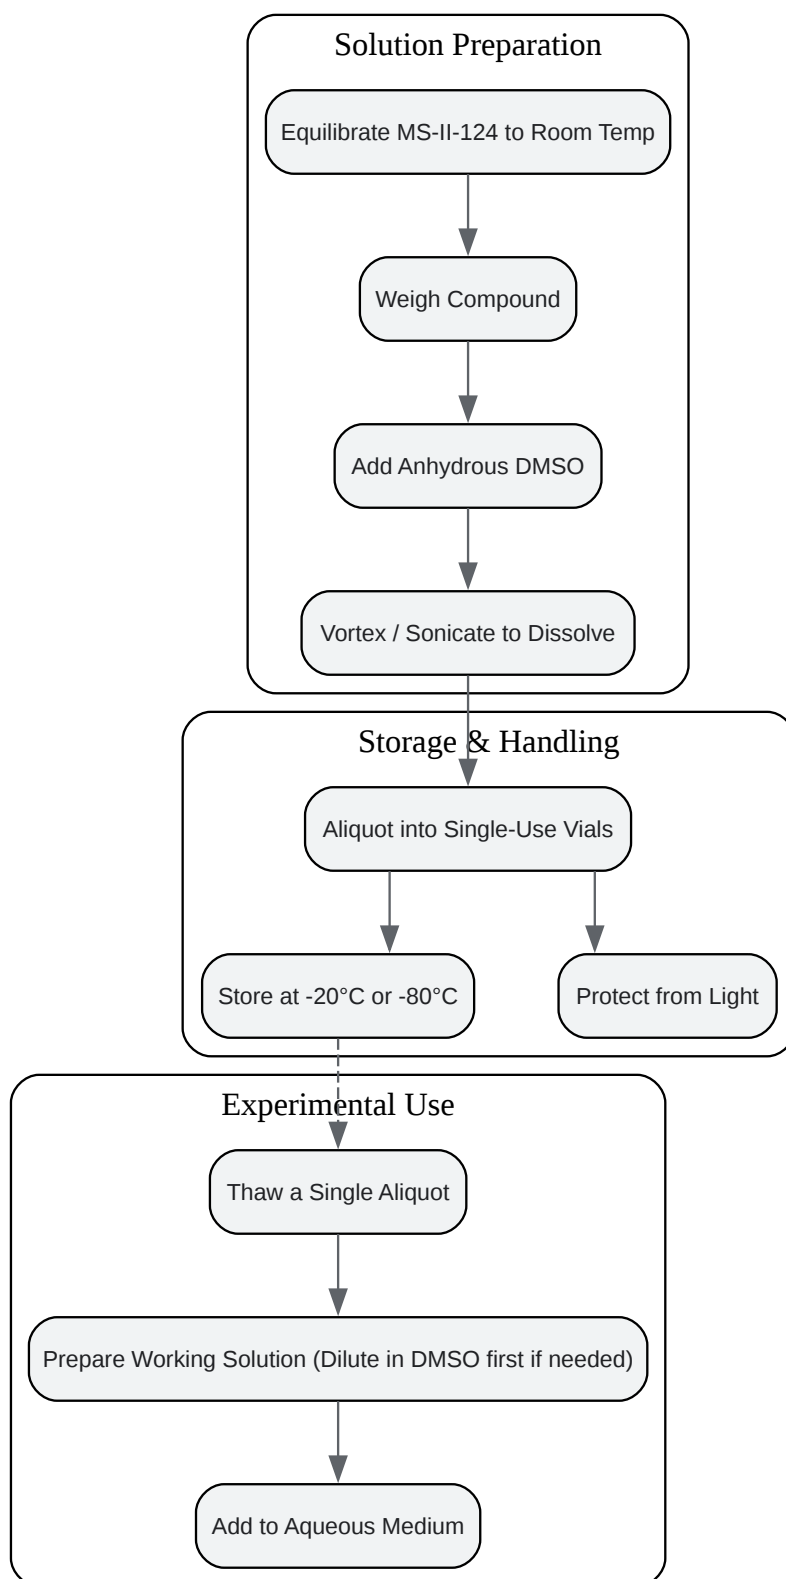 Solution Preparation
Equilibrate MS-II-124 to Room Temp
Weigh Compound
Add Anhydrous DMSO
Vortex / Sonicate to Dissolve
Storage & Handling
Aliquot into Single-Use Vials
Store at -20°C or -80°C
Protect from Light
Experimental Use
Thaw a Single Aliquot
Prepare Working Solution (Dilute in DMSO first if needed)
Add to Aqueous Medium